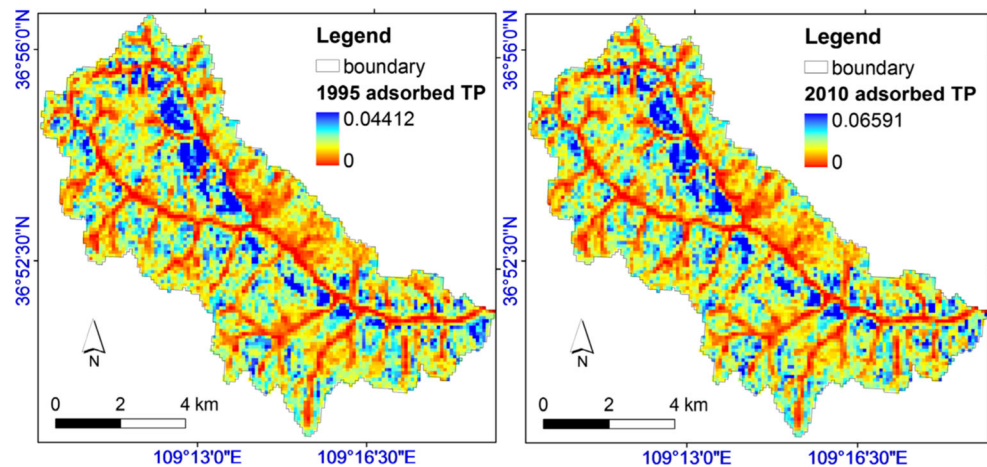 Legend
boundary
1995 adsorbed TP
0.04412
0
36°56'0"N
36°52'30"N
N
0 2 4 km
109°13'0"E 109°16'30"E
Legend
boundary
2010 adsorbed TP
0.06591
0
36°56'0"N
36°52'30"N
N
0 2 4 km
109°13'0"E 109°16'30"E